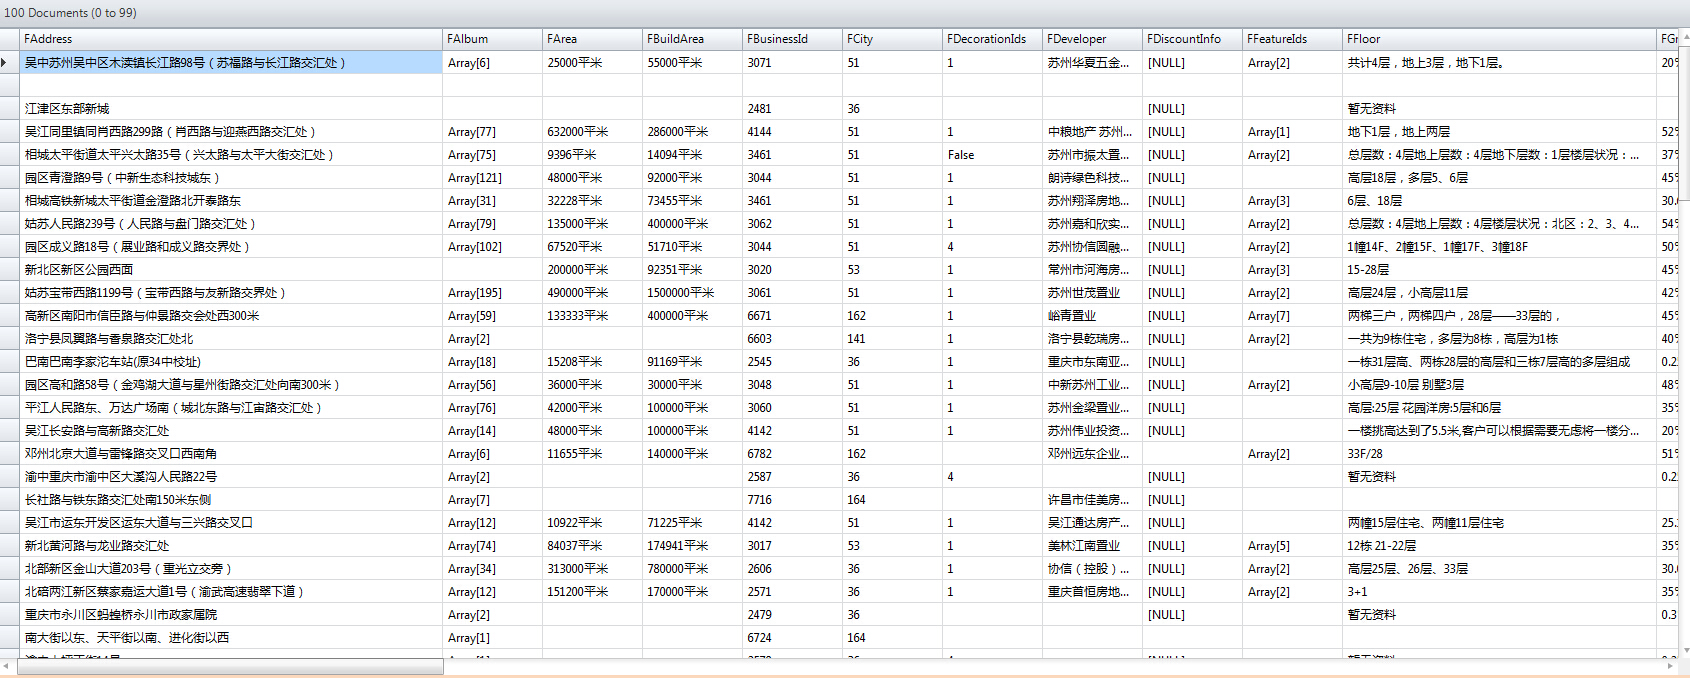 100 Documents (0 to 99)
FAddress FAlbum FArea FBuildArea FBusinessId FCity FDecorationIds FDeveloper FDiscountInfo FFeatureIds FFloor FGr
吴中苏州吴中区木渎镇长江路98号（苏福路与长江路交汇处） Array[6] 25000平米 55000平米 3071 51 1 苏州华夏五金... [NULL] Array[2] 共计4层，地上3层，地下1层。 20%
江津区东部新城 2481 36 [NULL] 暂无资料
吴江同里镇同肖西路299路（肖西路与迎燕西路交汇处） Array[77] 632000平米 286000平米 4144 51 1 中粮地产 苏州... [NULL] Array[1] 地下1层，地上两层 52%
相城太平街道太平兴太路35号（兴太路与太平大街交汇处） Array[75] 9396平米 14094平米 3461 51 False 苏州市振太置... [NULL] Array[2] 总层数：4层地上层数：4层地下层数：1层楼层状况：... 37%
园区青澄路9号（中新生态科技城东） Array[121] 48000平米 92000平米 3044 51 1 朗诗绿色科技... [NULL] 高层18层，多层5、6层 45%
相城高铁新城太平街道金澄路北开泰路东 Array[31] 32228平米 73455平米 3461 51 1 苏州翔泽房地... [NULL] Array[3] 6层、18层 30.
姑苏人民路239号（人民路与盘门路交汇处） Array[79] 135000平米 400000平米 3062 51 1 苏州嘉和欣实... [NULL] Array[2] 总层数：4层地上层数：4层楼层状况：北区：2、3、4... 54%
园区成义路18号（展业路和成义路交界处） Array[102] 67520平米 51710平米 3044 51 4 苏州协信圆融... [NULL] Array[2] 1幢14F、2幢15F、1幢17F、3幢18F 50%
新北区新区公园西面 200000平米 92351平米 3020 53 1 常州市河海房... [NULL] Array[3] 15-28层 45%
姑苏宝带西路1199号（宝带西路与友新路交界处） Array[195] 490000平米 1500000平米 3061 51 1 苏州世茂置业 [NULL] Array[2] 高层24层，小高层11层 42%
高新区南阳市信臣路与仲景路交会处西300米 Array[59] 133333平米 400000平米 6671 162 1 峪青置业 [NULL] Array[7] 两梯三户，两梯四户，28层——33层的， 45%
洛宁县凤翼路与香泉路交汇处北 Array[2] 6603 141 1 洛宁县乾瑞房... [NULL] Array[2] 一共为9栋住宅，多层为8栋，高层为1栋 40%
巴南巴南李家沱车站(原34中校址) Array[18] 15208平米 91169平米 2545 36 1 重庆市东南亚... [NULL] 一栋31层高、两栋28层的高层和三栋7层高的多层组成 0.2
园区高和路58号（金鸡湖大道与星州街路交汇处向南300米） Array[56] 36000平米 30000平米 3048 51 1 中新苏州工业... [NULL] Array[2] 小高层9-10层 别墅3层 48%
平江人民路东、万达广场南（城北东路与江宙路交汇处） Array[76] 42000平米 100000平米 3060 51 1 苏州金梁置业... [NULL] 高层:25层 花园洋房:5层和6层 35%
吴江长安路与高新路交汇处 Array[14] 48000平米 100000平米 4142 51 1 苏州伟业投资... [NULL] 一楼挑高达到了5.5米,客户可以根据需要无虑将一楼分... 20%
邓州北京大道与雷锋路交叉口西南角 Array[6] 11655平米 140000平米 6782 162 邓州远东企业... Array[2] 33F/28 51%
渝中重庆市渝中区大溪沟人民路22号 Array[2] 2587 36 4 [NULL] 暂无资料 0.2
长社路与铁东路交汇处南150米东侧 Array[7] 7716 164 许昌市佳美房... [NULL]
吴江市运东开发区运东大道与三兴路交叉口 Array[12] 10922平米 71225平米 4142 51 1 吴江通达房产... [NULL] 两幢15层住宅、两幢11层住宅 25.
新北黄河路与龙业路交汇处 Array[74] 84037平米 174941平米 3017 53 1 美林江南置业 [NULL] Array[5] 12栋 21-22层 35%
北部新区金山大道203号（重光立交旁） Array[34] 313000平米 780000平米 2606 36 1 协信（控股）... [NULL] Array[2] 高层25层、26层、33层 30.
北碚两江新区蔡家嘉运大道1号（渝武高速翡翠下道） Array[12] 151200平米 170000平米 2571 36 1 重庆首恒房地... [NULL] Array[2] 3+1 35%
重庆市永川区蚂蝗桥永川市政家属院 Array[2] 2479 36 [NULL] 暂无资料 0.3
南大街以东、天平街以南、进化街以西 Array[1] 6724 164